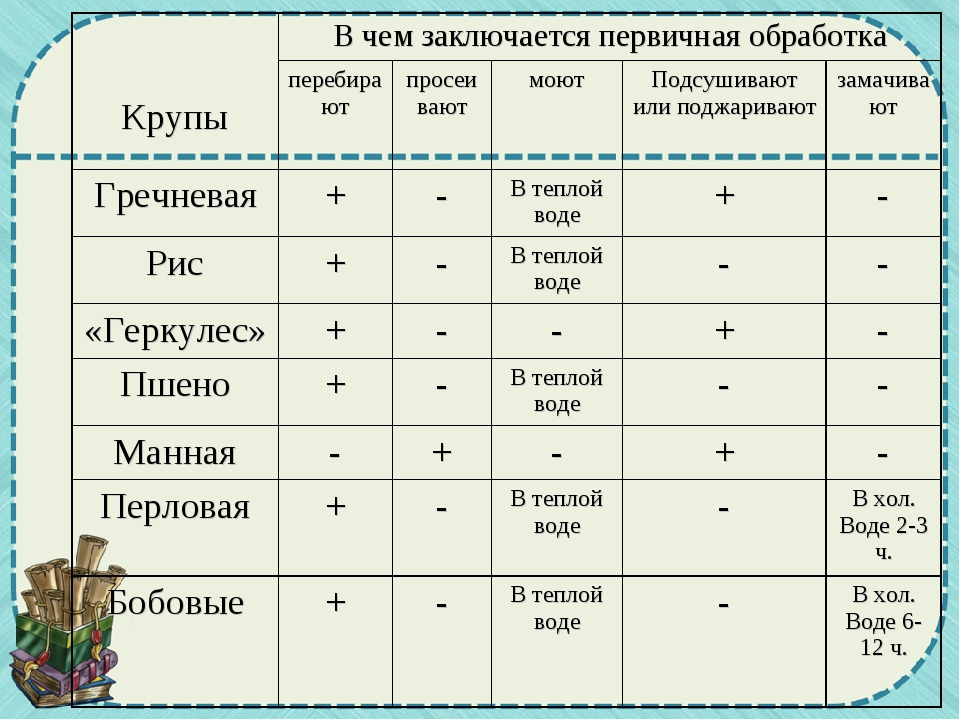 В чем заключается первичная обработка
Крупы
перебира
ют
просеи
вают
моют
Подсушивают
или поджаривают
замачива
ют
Гречневая + - В теплой
воде + -
Рис + - В теплой
воде - -
«Геркулес» + - - + -
Пшено + - В теплой
воде - -
Манная - + - + -
Перловая + - В теплой
воде - В хол.
Воде 2-3
ч.
Бобовые + - В теплой
воде - В хол.
Воде 6-
12 ч.